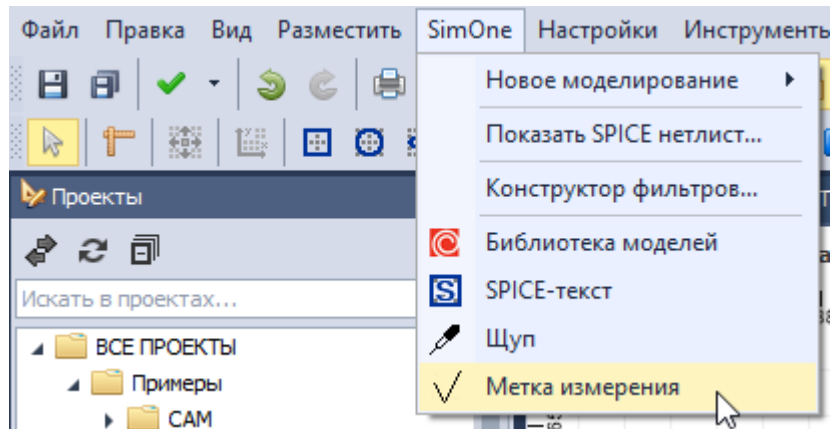 Файл Правка Вид Разместить SimOne Настройки Инструменты
Новое моделирование
Показать SPICE нетлист...
Конструктор фильтров...
Библиотека моделей
SPICE-текст
Щуп
Метка измерения
Проекты
Искать в проектах...
ВСЕ ПРОЕКТЫ
Примеры
CAM